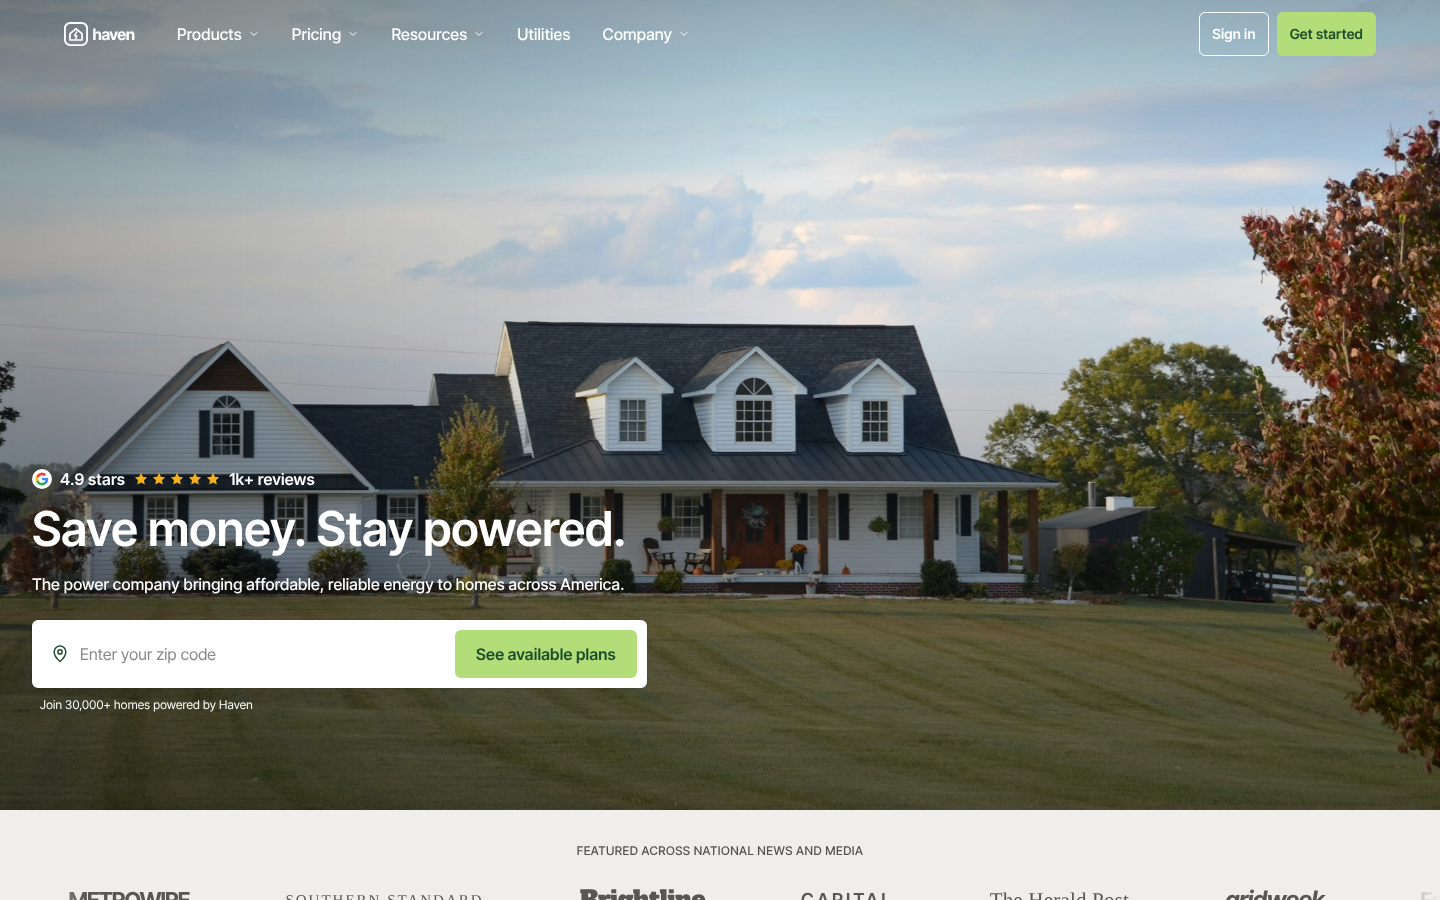 haven
Products
Pricing
Resources
Utilities
Company
Sign in
Get started
4.9 stars
1k+ reviews
Save money. Stay powered.
The power company bringing affordable, reliable energy to homes across America.
Enter your zip code
See available plans
Join 30,000+ homes powered by Haven
FEATURED ACROSS NATIONAL NEWS AND MEDIA
METROWIRE
SOUTHERN STANDARD
Brightline
CAPITAL
The Herald Post
gridweek